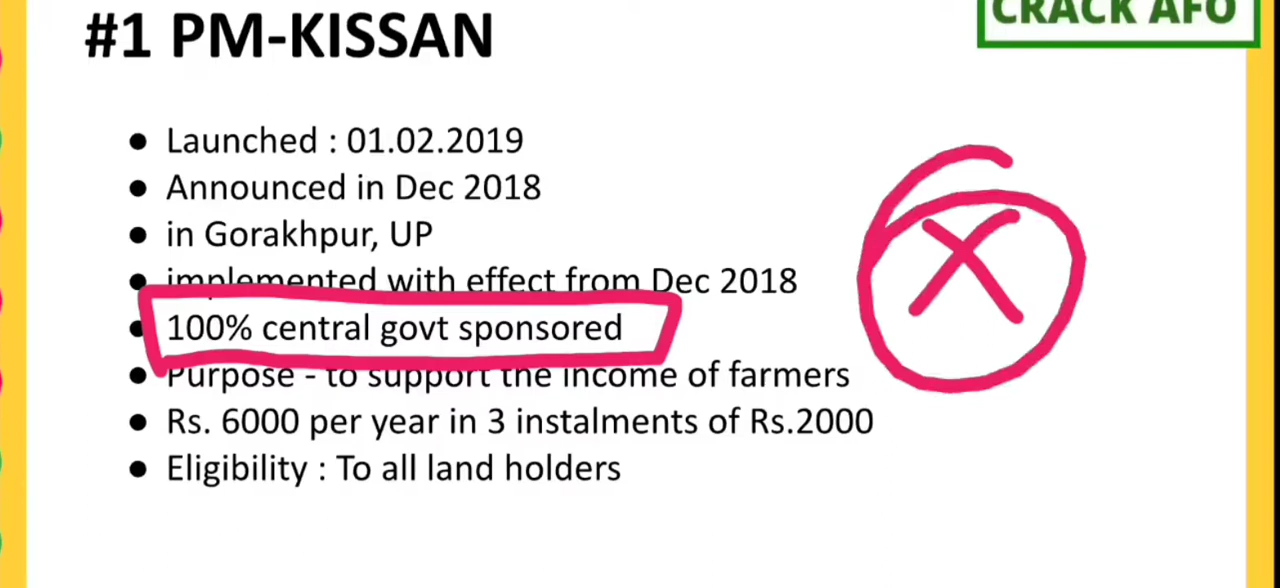 CRACK AFO
#1 PM-KISSAN
● Launched : 01.02.2019
● Announced in Dec 2018
● in Gorakhpur, UP
● implemented with effect from Dec 2018
● 100% central govt sponsored
● Purpose - to support the income of farmers
● Rs. 6000 per year in 3 instalments of Rs.2000
● Eligibility : To all land holders